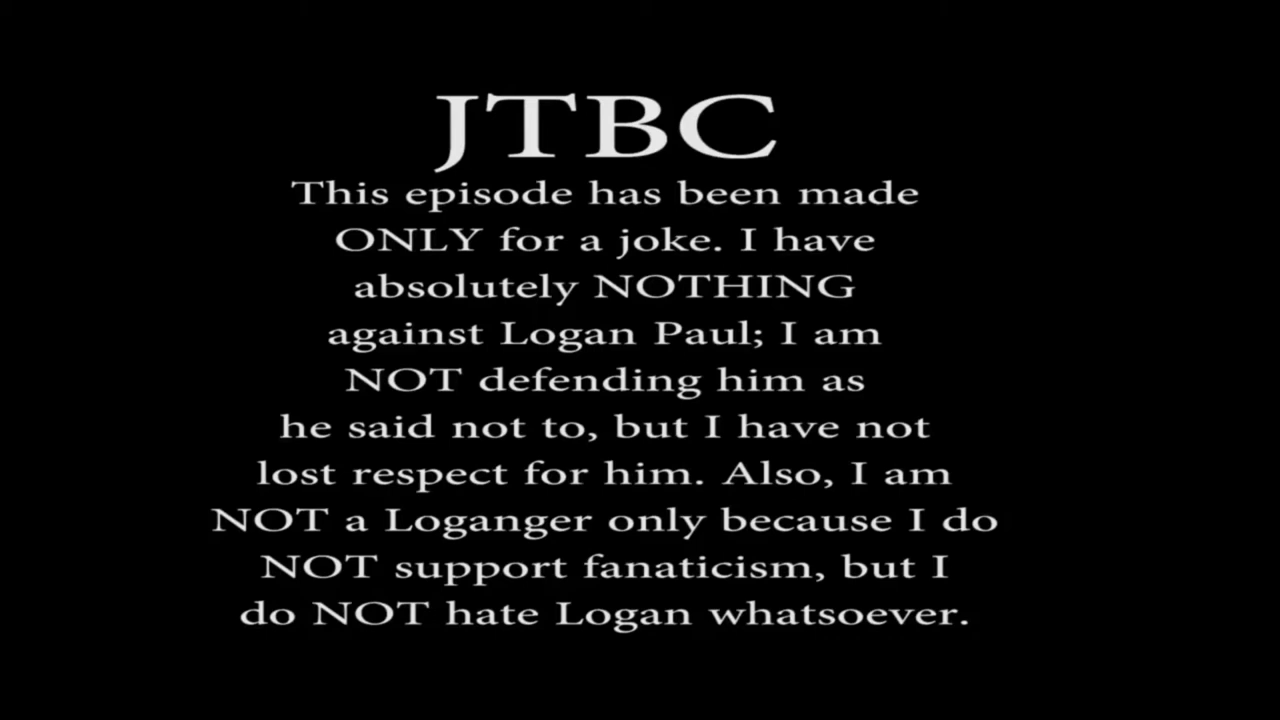 JTBC
This episode has been made
ONLY for a joke. I have
absolutely NOTHING
against Logan Paul; I am
NOT defending him as
he said not to, but I have not
lost respect for him. Also, I am
NOT a Loganger only because I do
NOT support fanaticism, but I
do NOT hate Logan whatsoever.